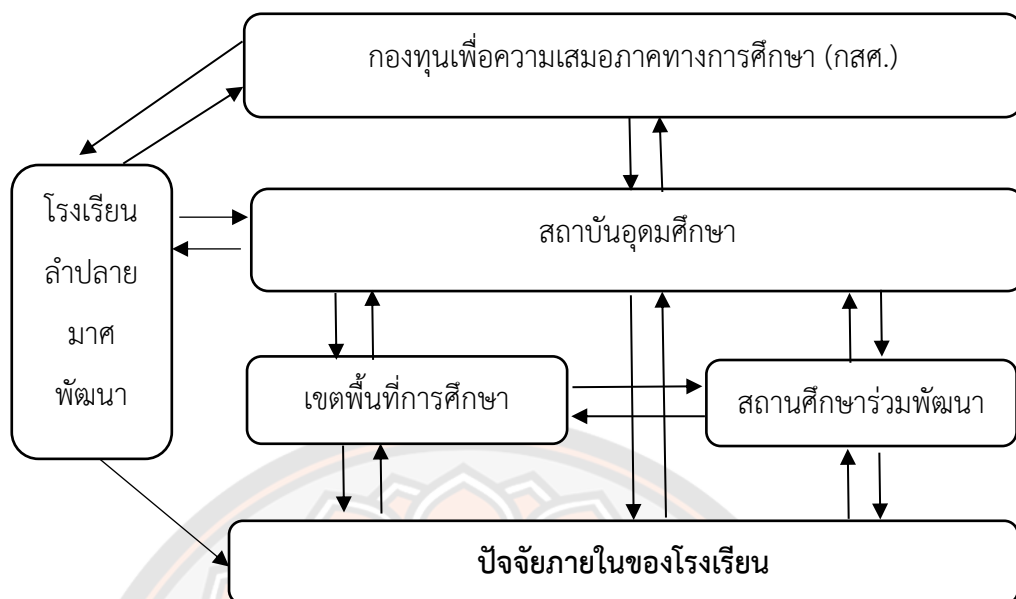 กองทุนเพื่อความเสมอภาคทางการศึกษา (กสศ.)
โรงเรียน
ลำปลาย
มาศ
พัฒนา
สถาบันอุดมศึกษา
เขตพื้นที่การศึกษา
สถานศึกษาร่วมพัฒนา
ปัจจัยภายในของโรงเรียน